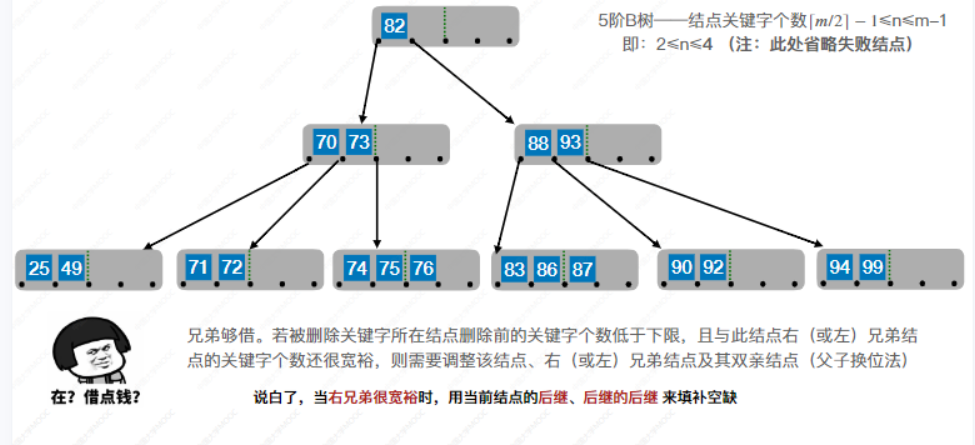 5阶B树——结点关键字个数⌈m/2⌉ − 1≤n≤m–1
即：2≤n≤4 （注：此处省略失败结点）
82
70 73
88 93
25 49
71 72
74 75 76
83 86 87
90 92
94 99
兄弟够借。若被删除关键字所在结点删除前的关键字个数低于下限，且与此结点右（或左）兄弟结
点的关键字个数还很宽裕，则需要调整该结点、右（或左）兄弟结点及其双亲结点（父子换位法）
在？借点钱？
说白了，当右兄弟很宽裕时，用当前结点的后继、后继的后继 来填补空缺